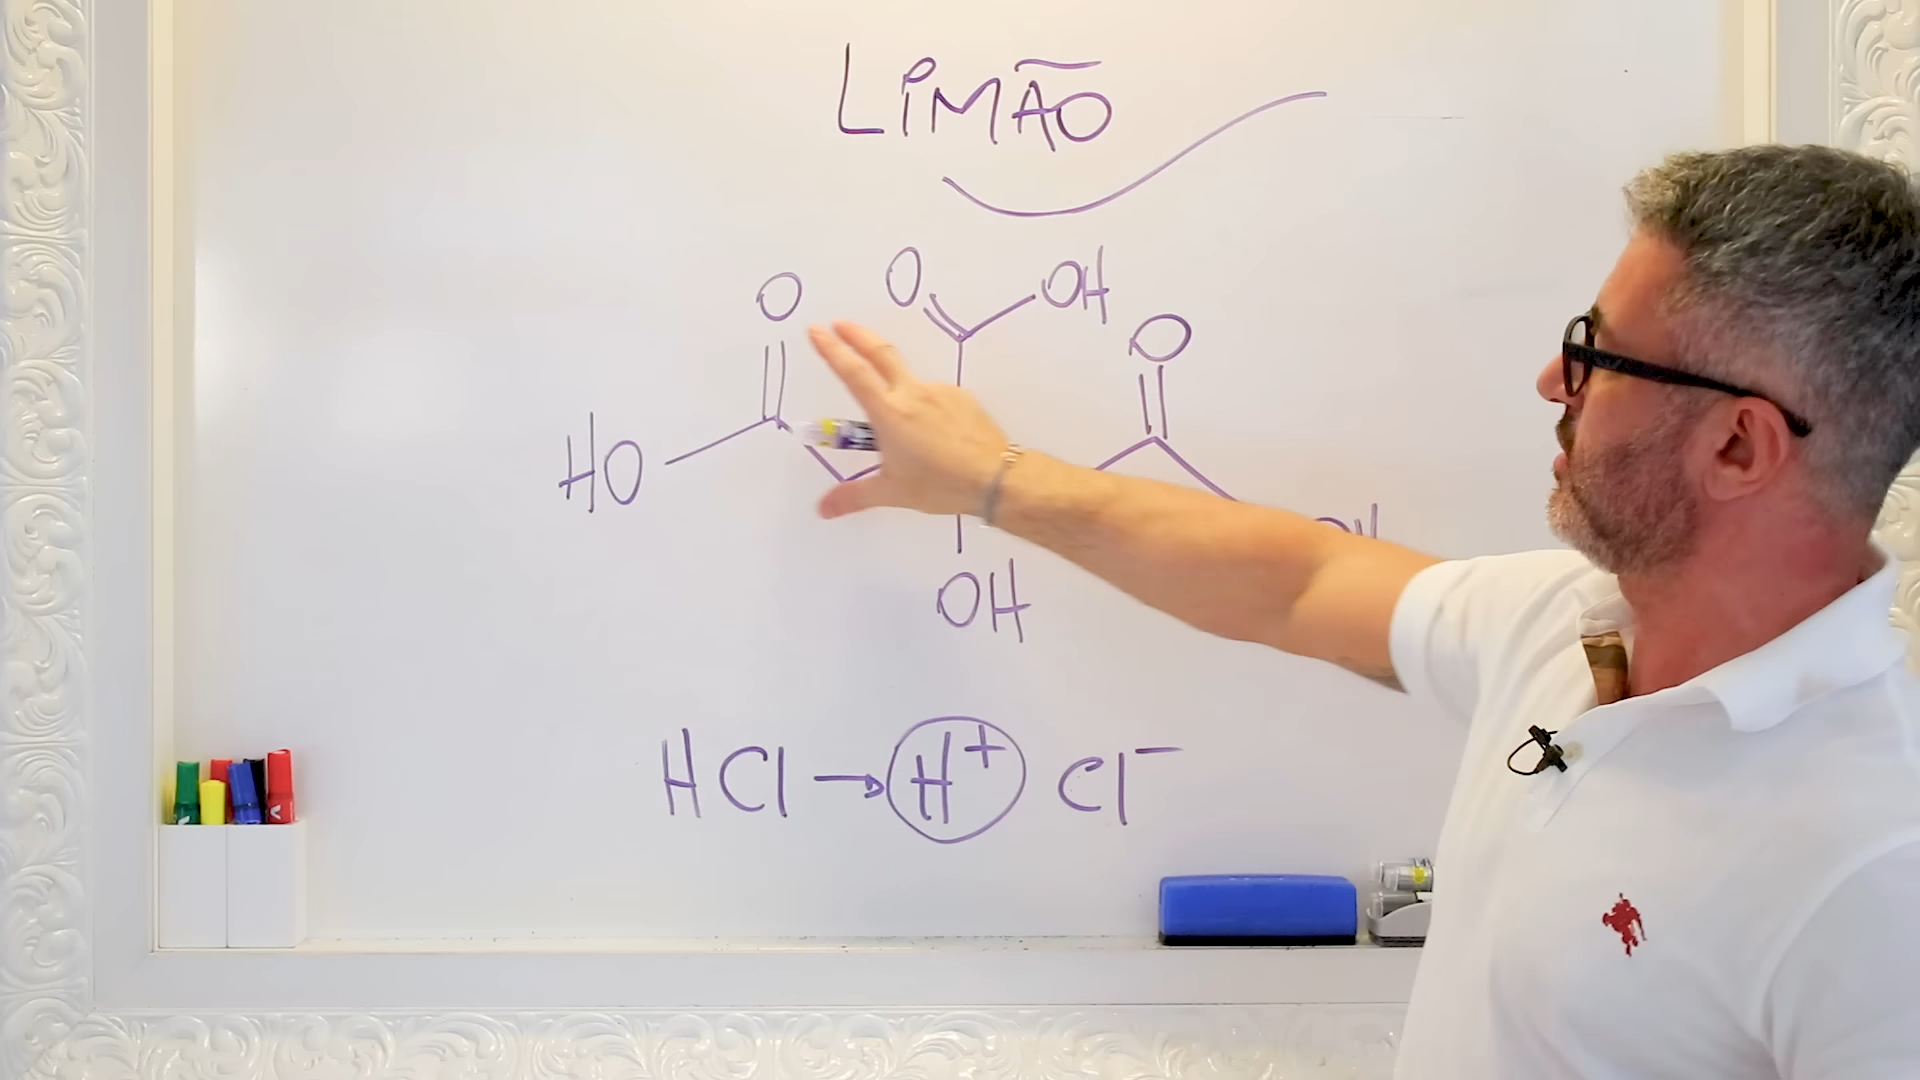 LIMÃO
O O OH
O
HO OH
OH
HCl → H⁺ Cl⁻